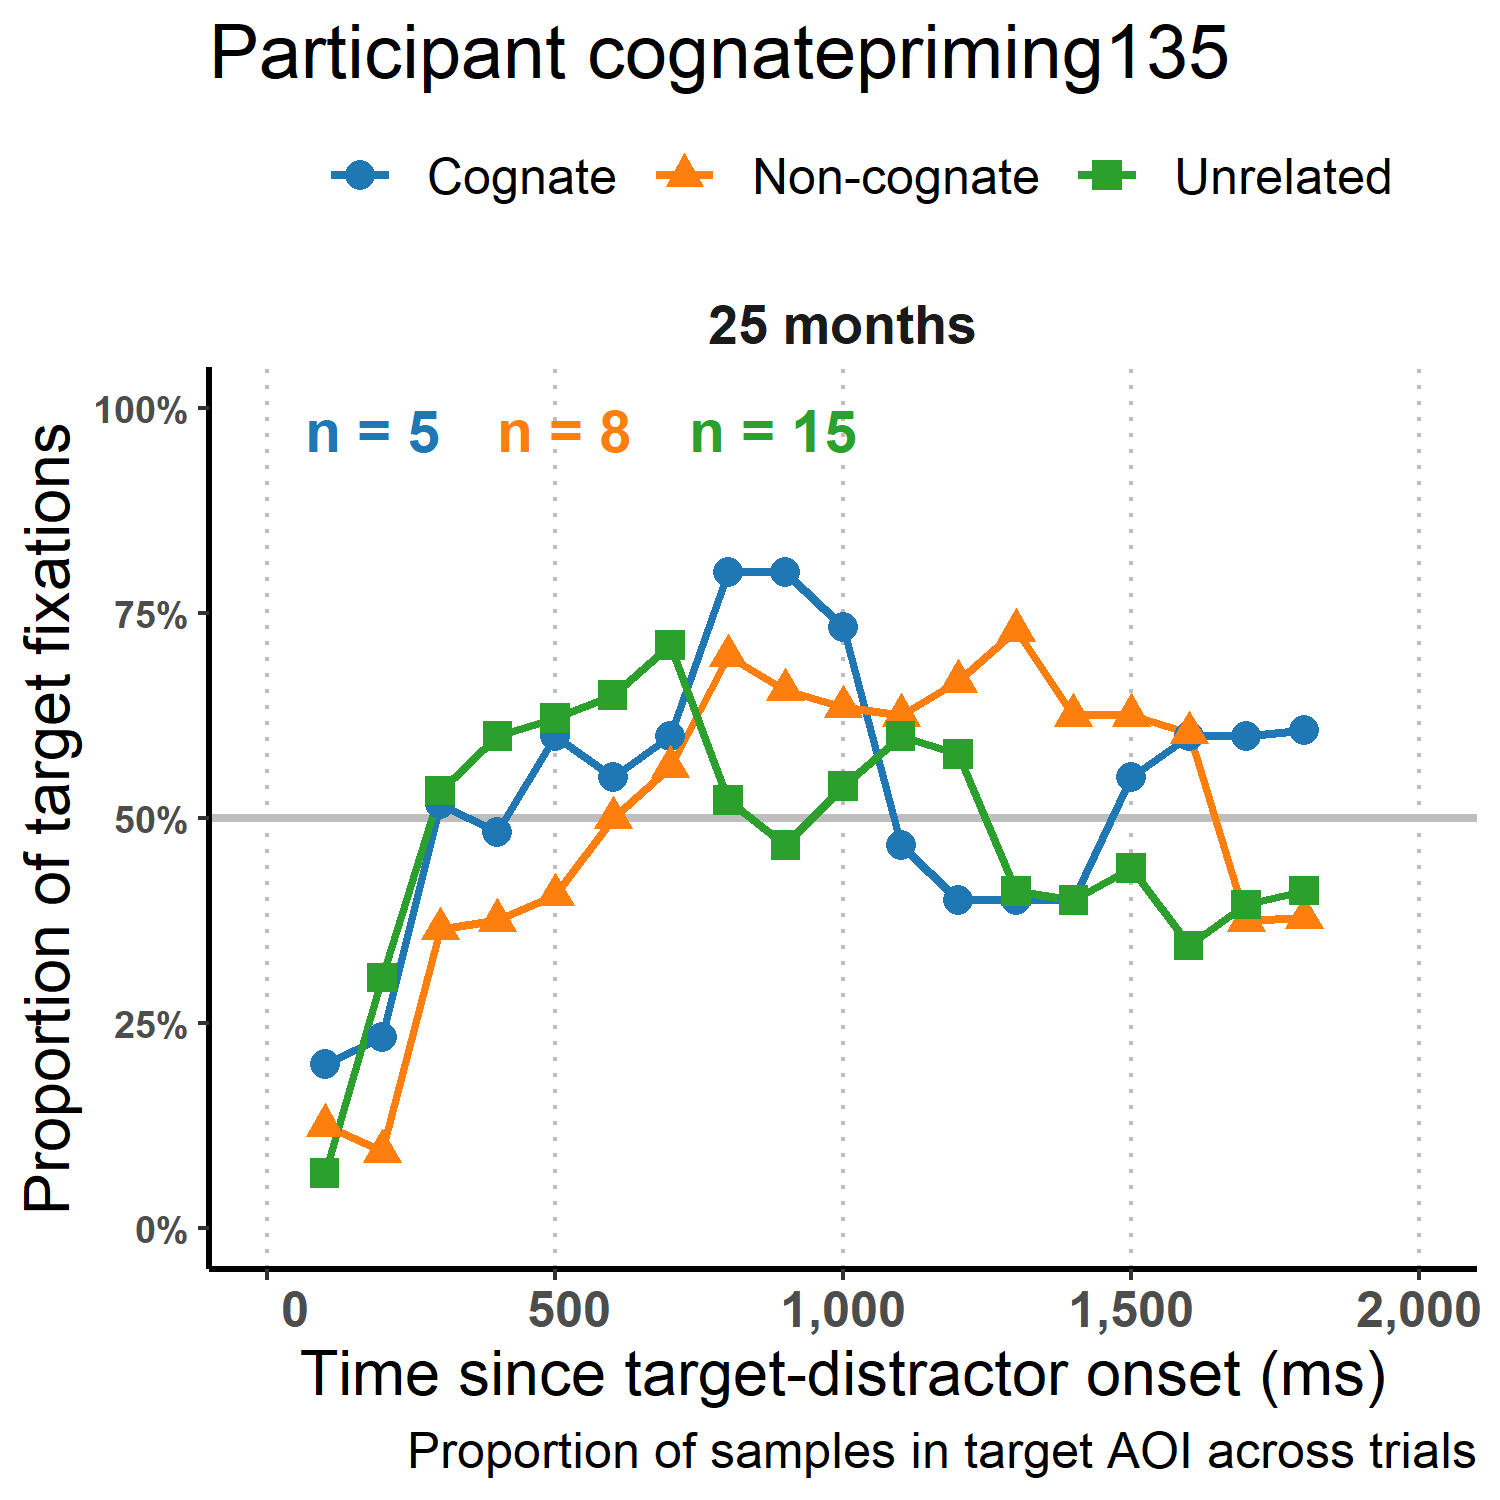 Participant cognatepriming135
Cognate Non-cognate Unrelated
25 months
n = 5 n = 8 n = 15
100%
75%
50%
25%
0%
Proportion of target fixations
0 500 1,000 1,500 2,000
Time since target-distractor onset (ms)
Proportion of samples in target AOI across trials